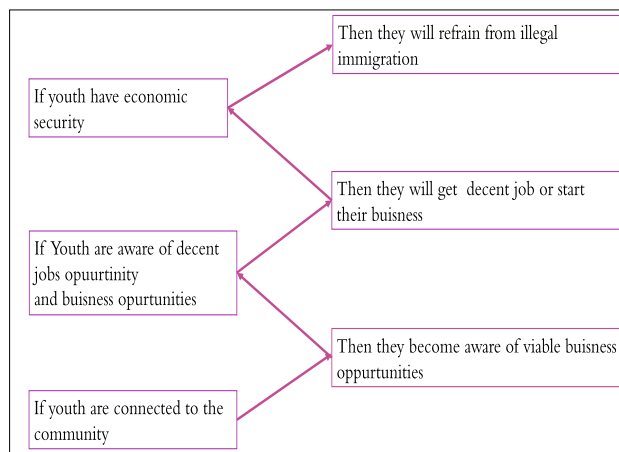 Then they will refrain from illegal
immigration
If youth have economic
security
Then they will get decent job or start
their buisness
If Youth are aware of decent
jobs opuurtinity
and buisness opurtunities
Then they become aware of viable buisness
oppurtunities
If youth are connected to the
community